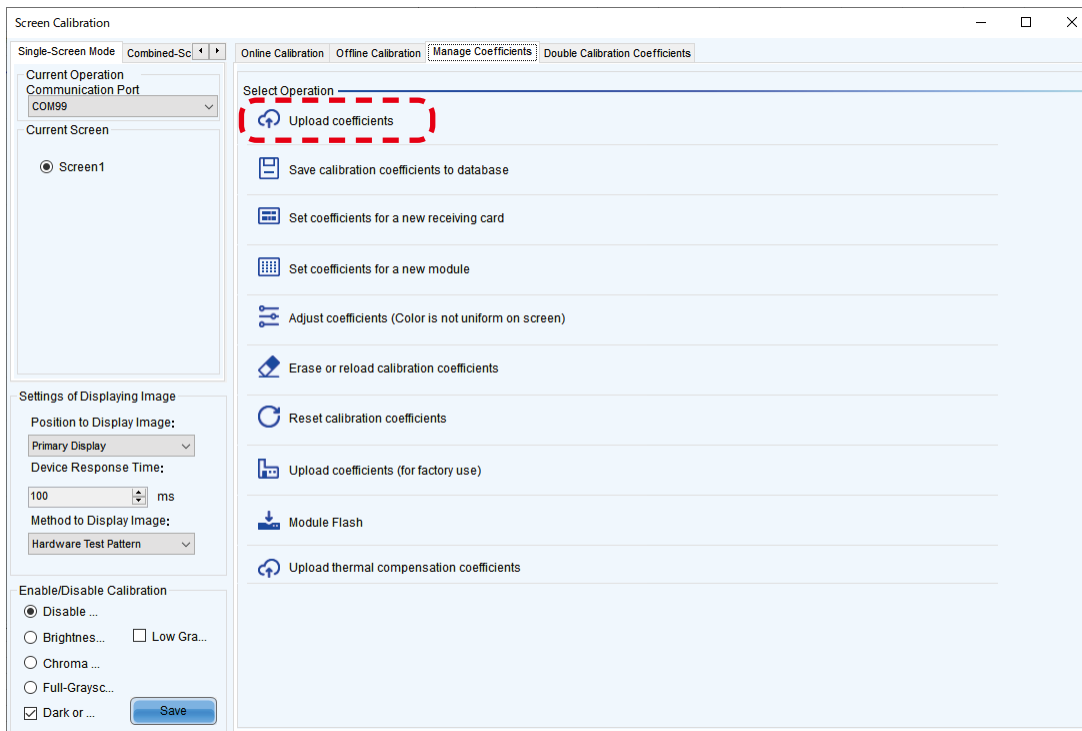 Screen Calibration
Single-Screen Mode
Combined-Sc
Current Operation
Communication Port
COM99
Current Screen
Screen1
Settings of Displaying Image
Position to Display Image:
Primary Display
Device Response Time:
100 ms
Method to Display Image:
Hardware Test Pattern
Enable/Disable Calibration
Disable ...
Brightnes...
Low Gra...
Chroma ...
Full-Graysc...
Dark or ...
Save
Online Calibration
Offline Calibration
Manage Coefficients
Double Calibration Coefficients
Select Operation
Upload coefficients
Save calibration coefficients to database
Set coefficients for a new receiving card
Set coefficients for a new module
Adjust coefficients (Color is not uniform on screen)
Erase or reload calibration coefficients
Reset calibration coefficients
Upload coefficients (for factory use)
Module Flash
Upload thermal compensation coefficients